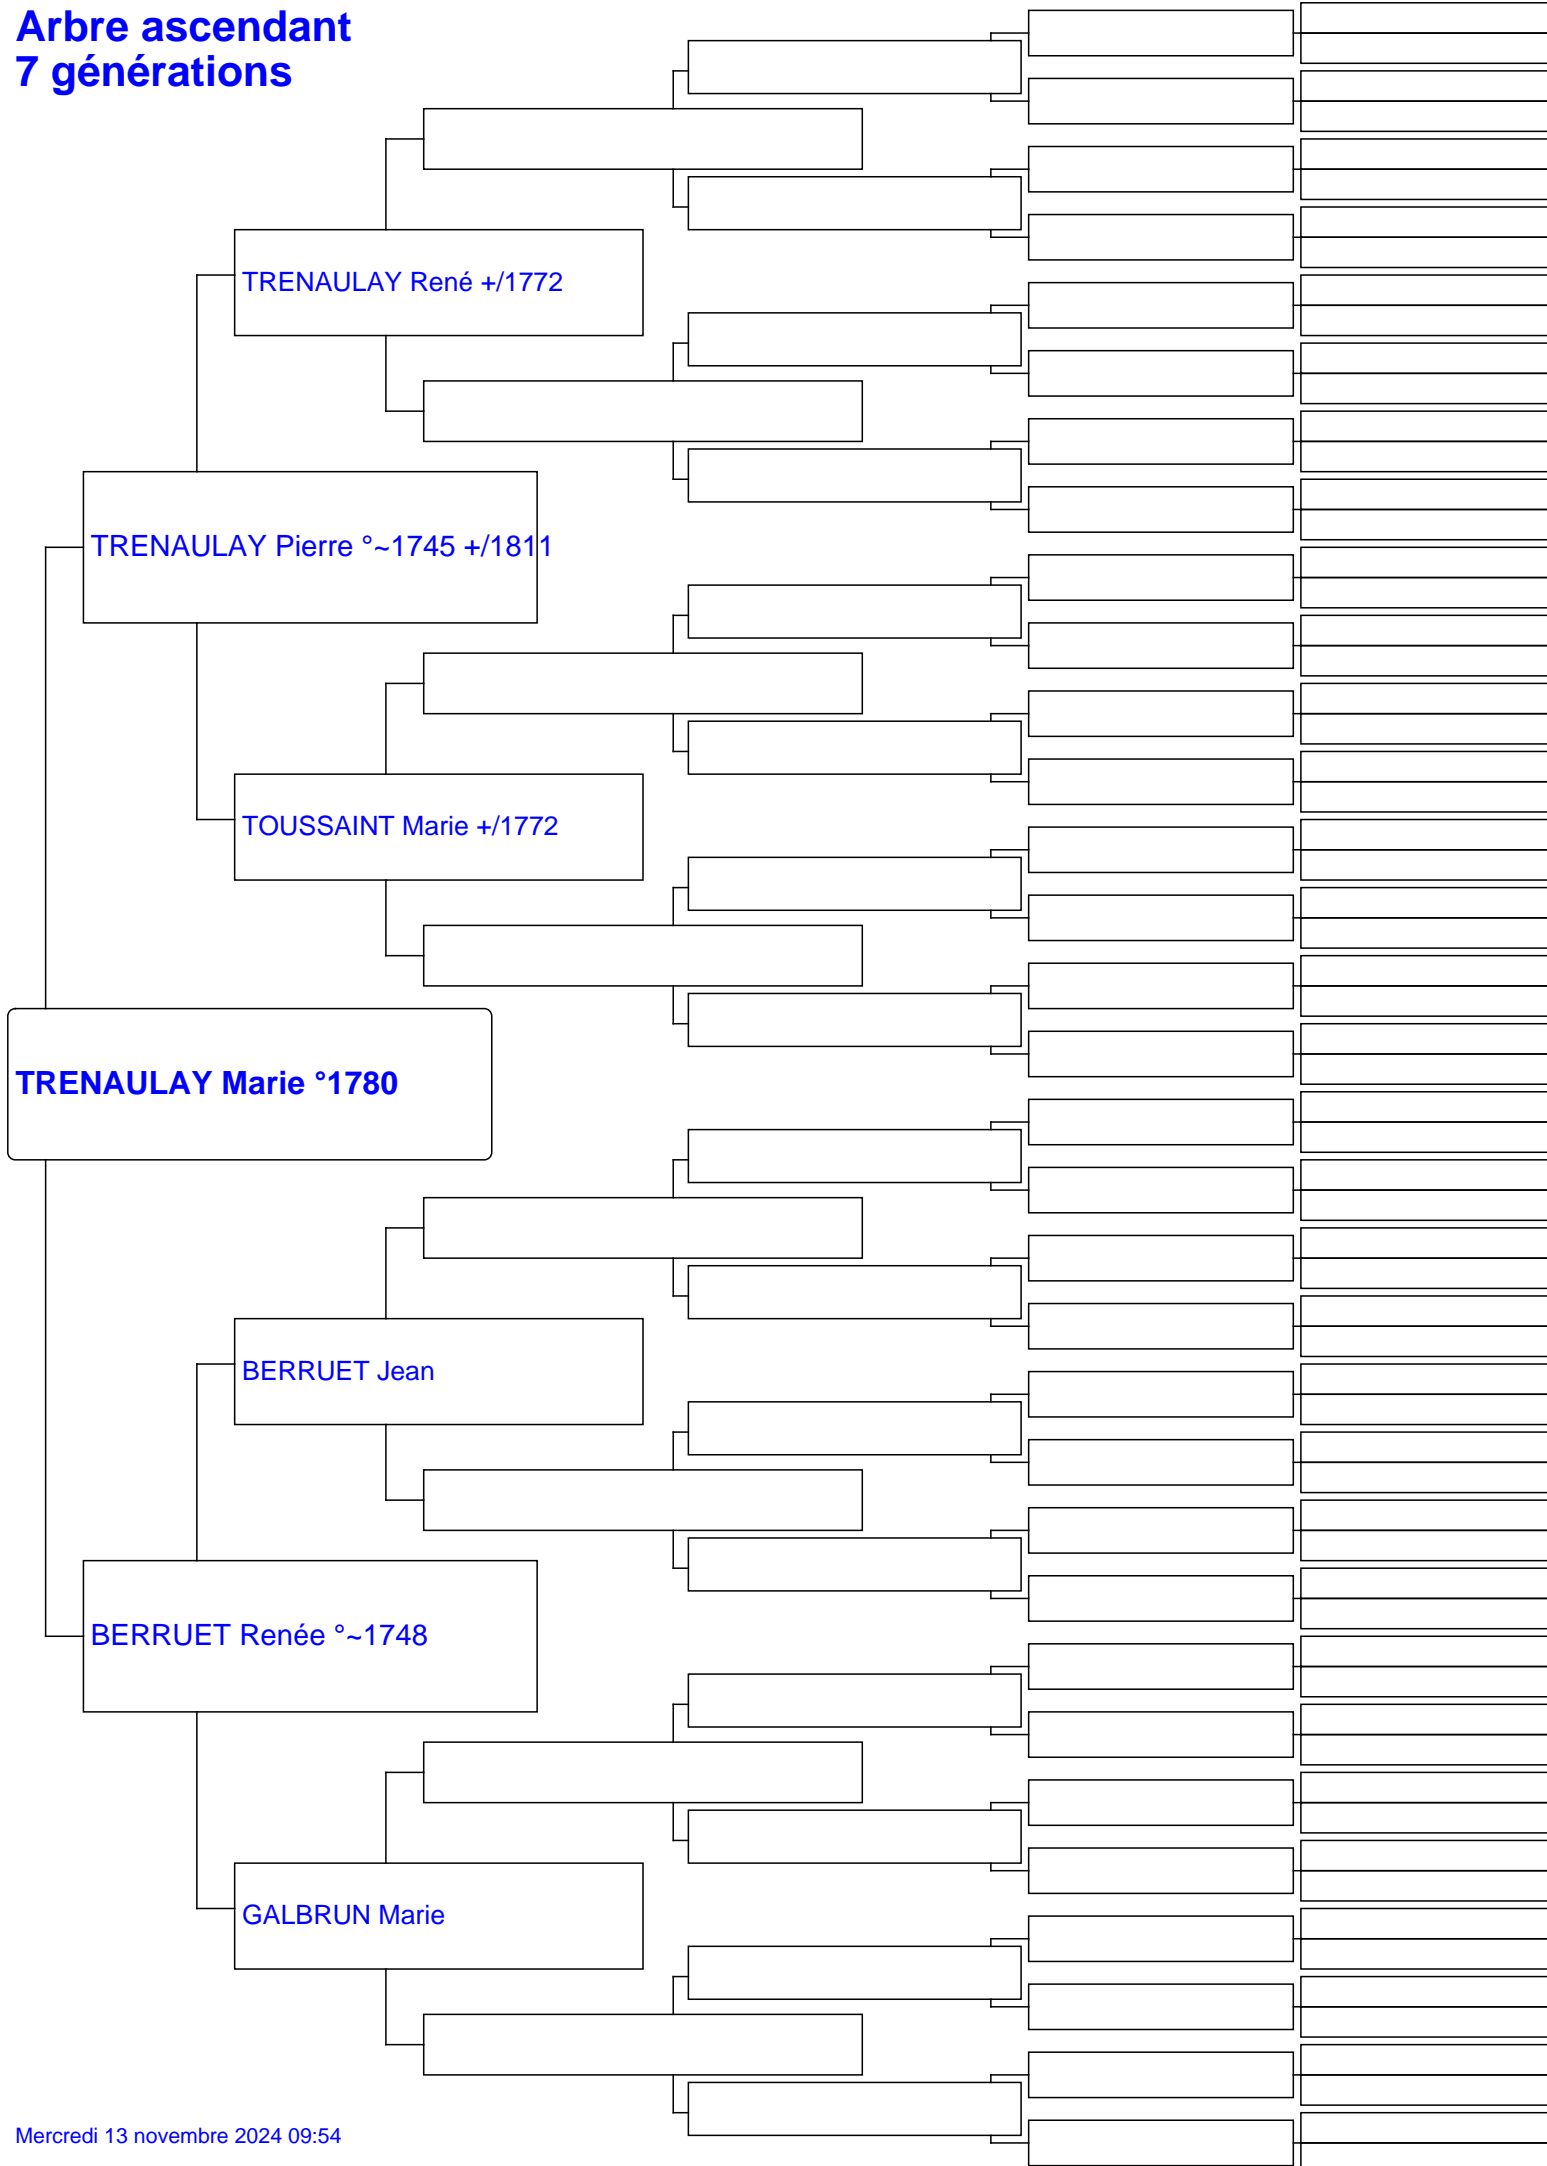 Arbre ascendant
7 générations
TRENAULAY René +/1772
TRENAULAY Pierre °~1745 +/1811
TOUSSAINT Marie +/1772
TRENAULAY Marie °1780
BERRUET Jean
BERRUET Renée °~1748
GALBRUN Marie
Mercredi 13 novembre 2024 09:54